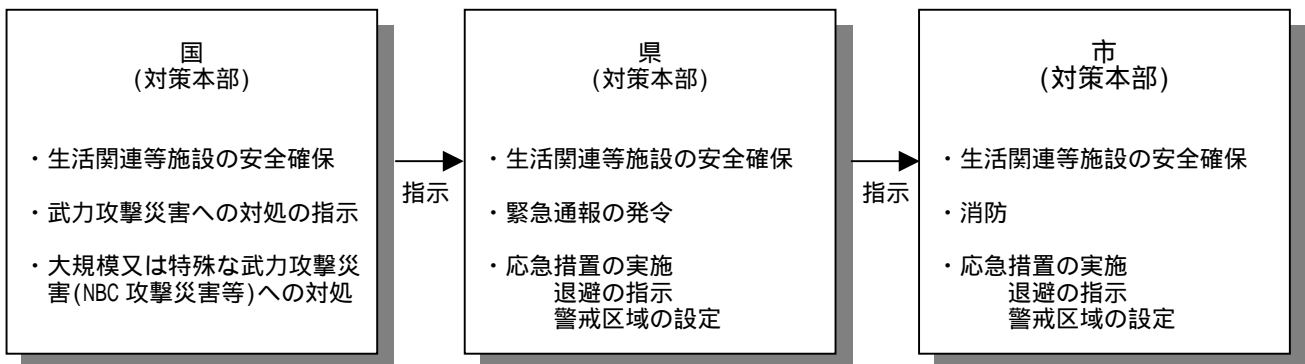 国
(対策本部)
・生活関連等施設の安全確保
・武力攻撃災害への対処の指示
・大規模又は特殊な武力攻撃災
害(NBC 攻撃災害等)への対処
指示
県
(対策本部)
・生活関連等施設の安全確保
・緊急通報の発令
・応急措置の実施
退避の指示
警戒区域の設定
指示
市
(対策本部)
・生活関連等施設の安全確保
・消防
・応急措置の実施
退避の指示
警戒区域の設定